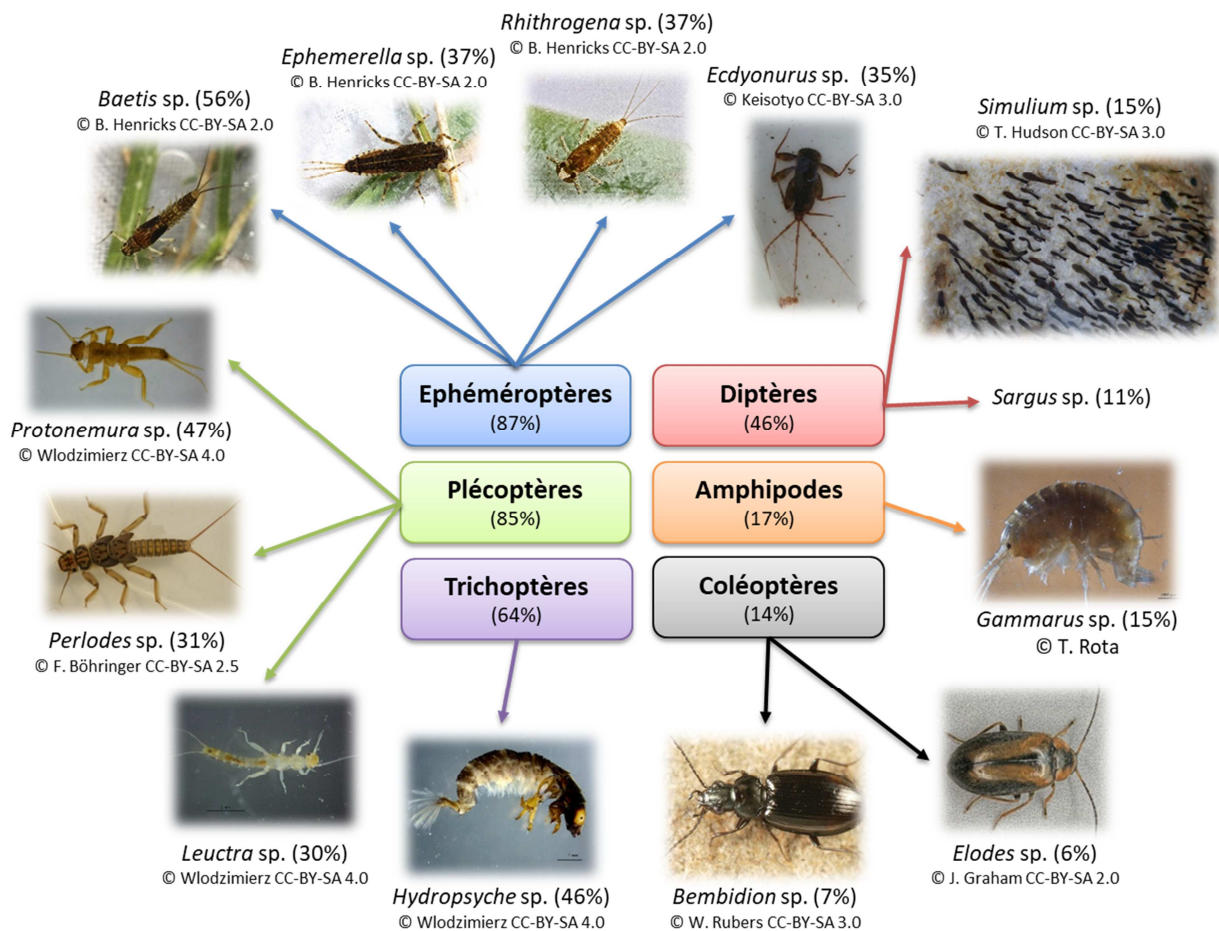 Rhithrogena sp. (37%)
© B. Henricks CC-BY-SA 2.0
Ephemerella sp. (37%)
© B. Henricks CC-BY-SA 2.0
Ecdyonurus sp. (35%)
© Keisotyo CC-BY-SA 3.0
Baetis sp. (56%)
© B. Henricks CC-BY-SA 2.0
Simulium sp. (15%)
© T. Hudson CC-BY-SA 3.0
Ephéméroptères
(87%)
Diptères
(46%)
Sargus sp. (11%)
Protonemura sp. (47%)
© Wlodzimierz CC-BY-SA 4.0
Plécoptères
(85%)
Amphipodes
(17%)
Trichoptères
(64%)
Coléoptères
(14%)
Gammarus sp. (15%)
© T. Rota
Perlodes sp. (31%)
© F. Böhringer CC-BY-SA 2.5
Leuctra sp. (30%)
© Wlodzimierz CC-BY-SA 4.0
Hydropsyche sp. (46%)
© Wlodzimierz CC-BY-SA 4.0
Bembidion sp. (7%)
© W. Rubers CC-BY-SA 3.0
Elodes sp. (6%)
© J. Graham CC-BY-SA 2.0